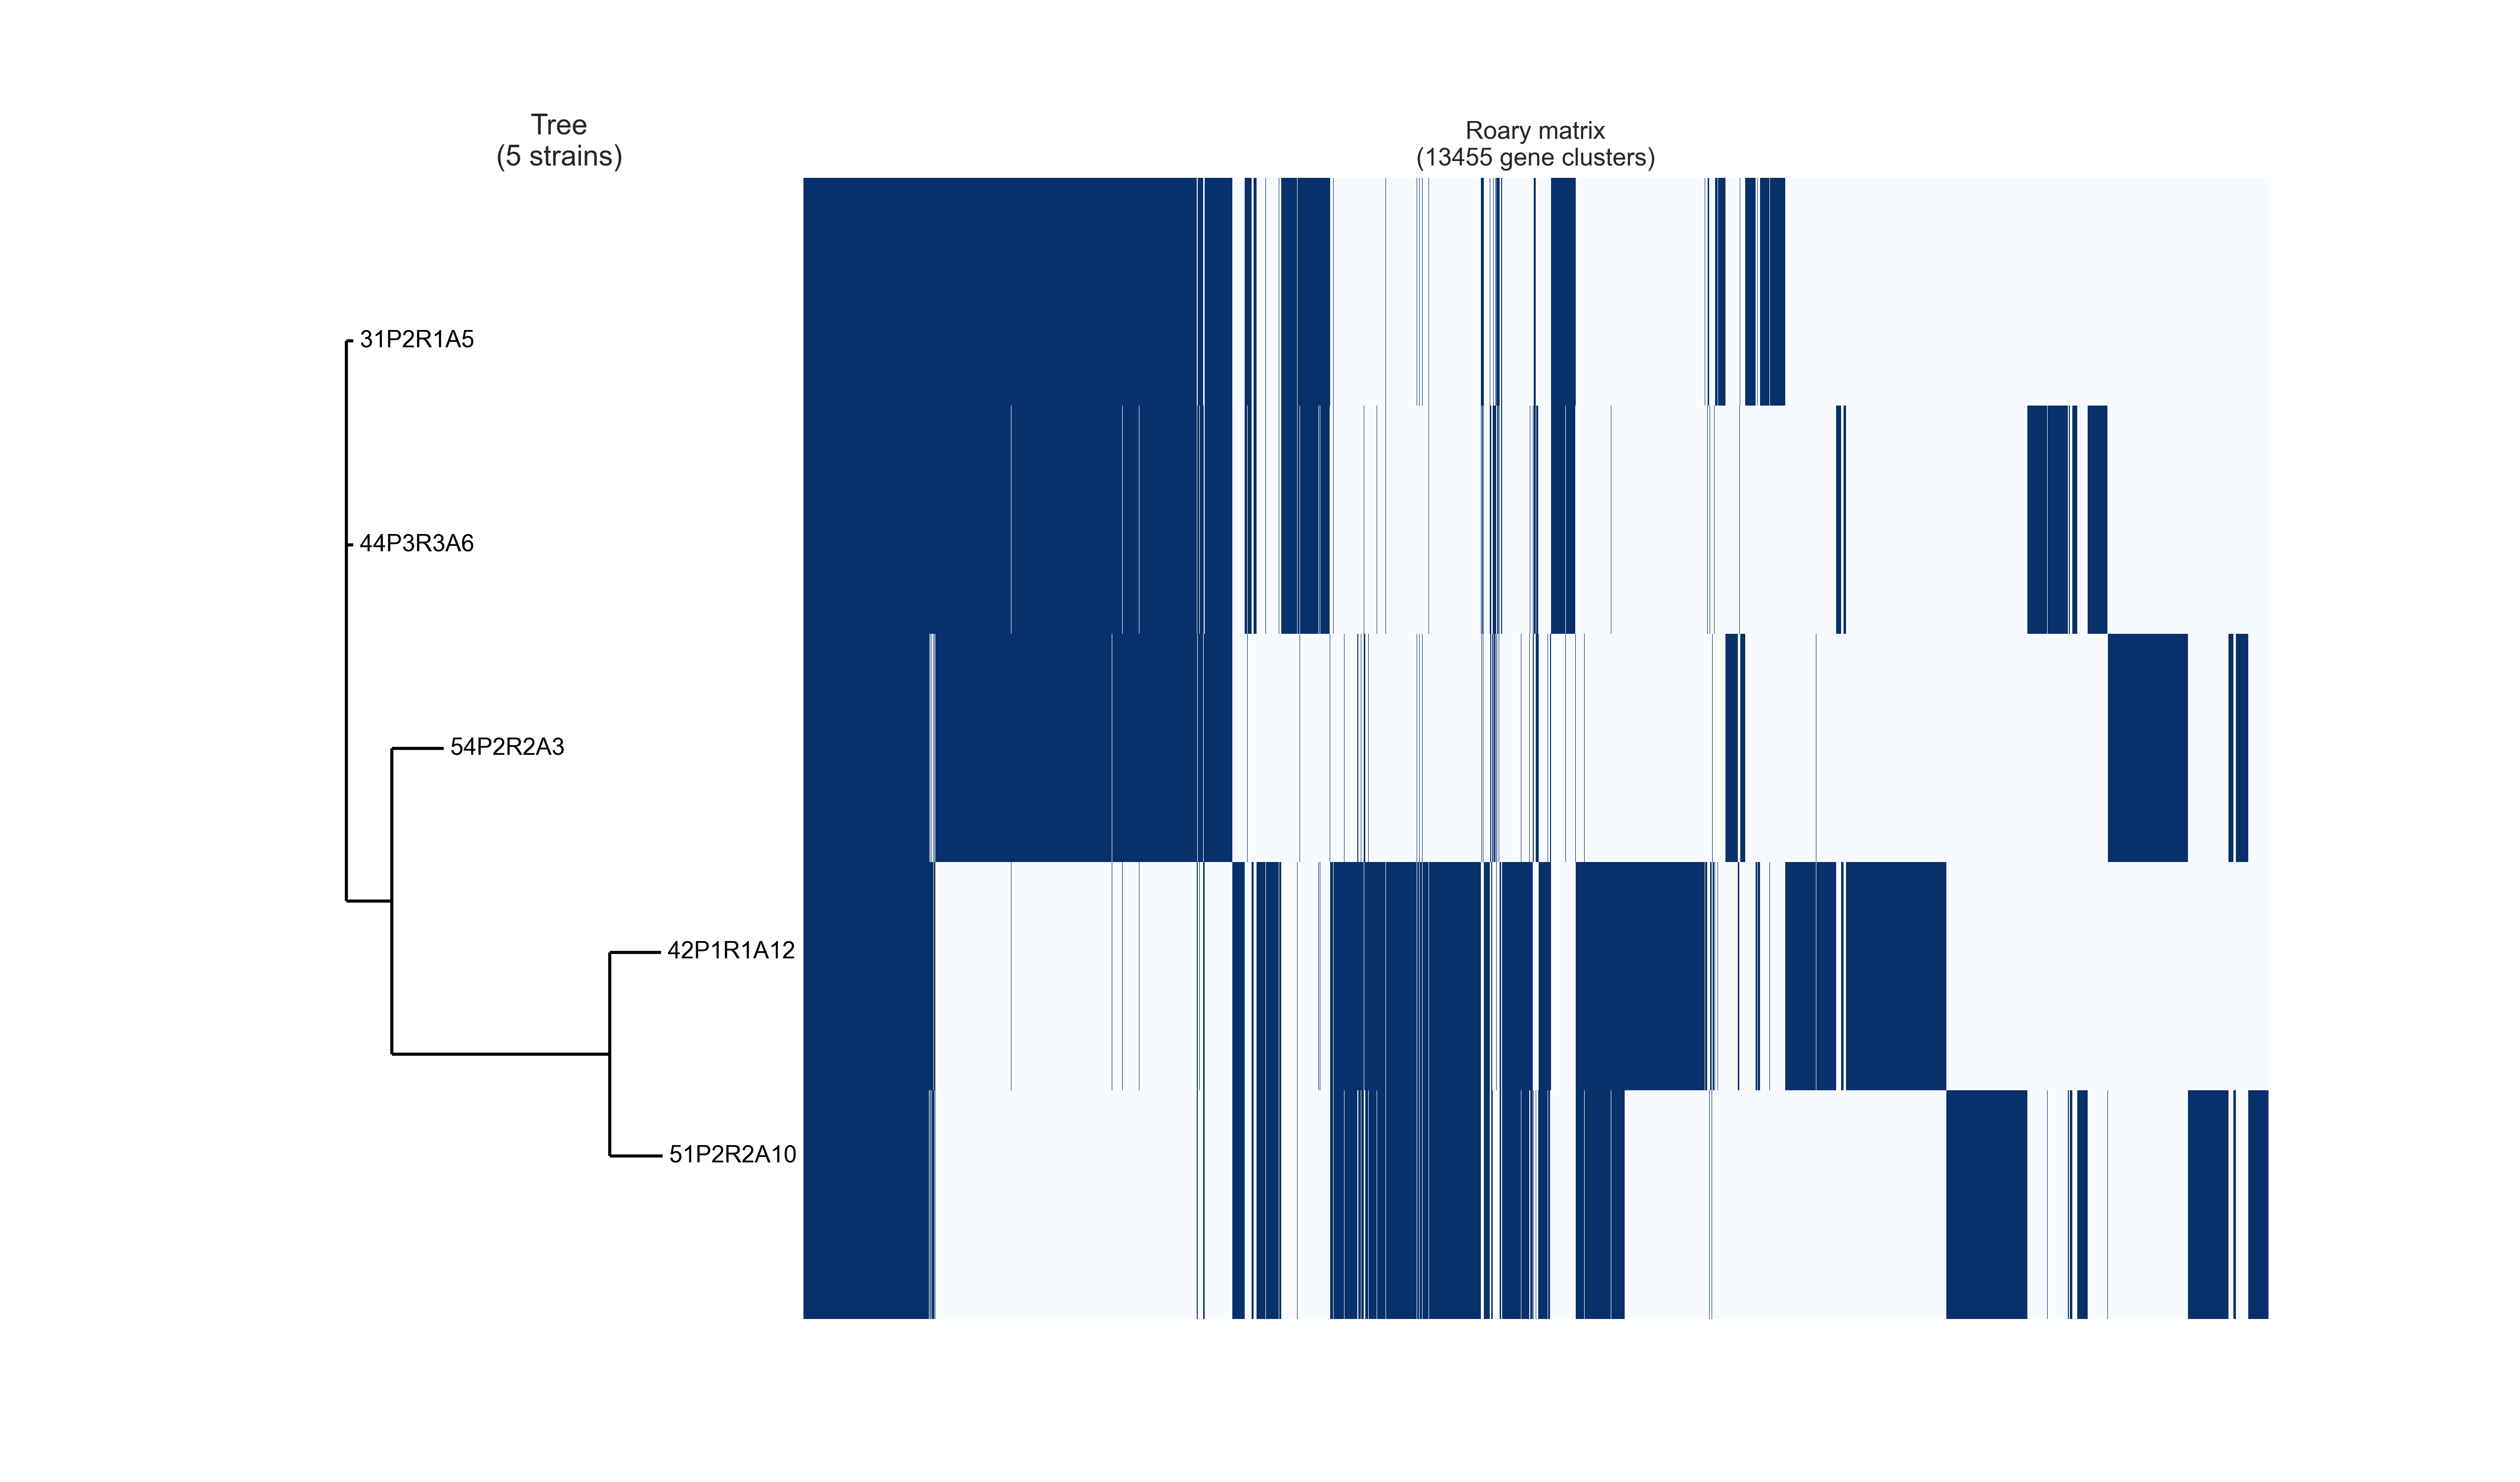 Tree
(5 strains)
Roary matrix
(13455 gene clusters)
31P2R1A5
44P3R3A6
54P2R2A3
42P1R1A12
51P2R2A10